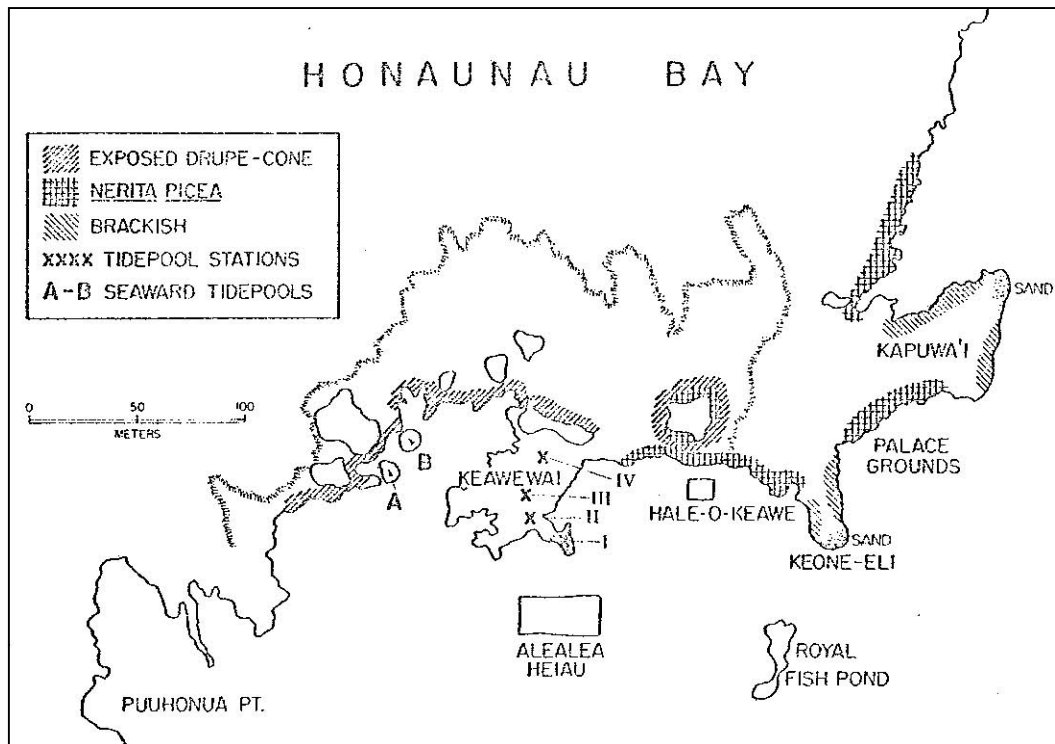 HONAUNAU BAY
EXPOSED DRUPE-CONE
NERITA PICEA
BRACKISH
XXXX TIDEPOOL STATIONS
A-B SEAWARD TIDEPOOLS
0 50 100
METERS
SAND
KAPUWA'I
PALACE
GROUNDS
B
A
KEAWEWAI
X
IV
X
III
X
II
I
HALE-O-KEAWE
SAND
KEONE-ELI
ALEALEA
HEIAU
ROYAL
FISH POND
PUUHONUA PT.